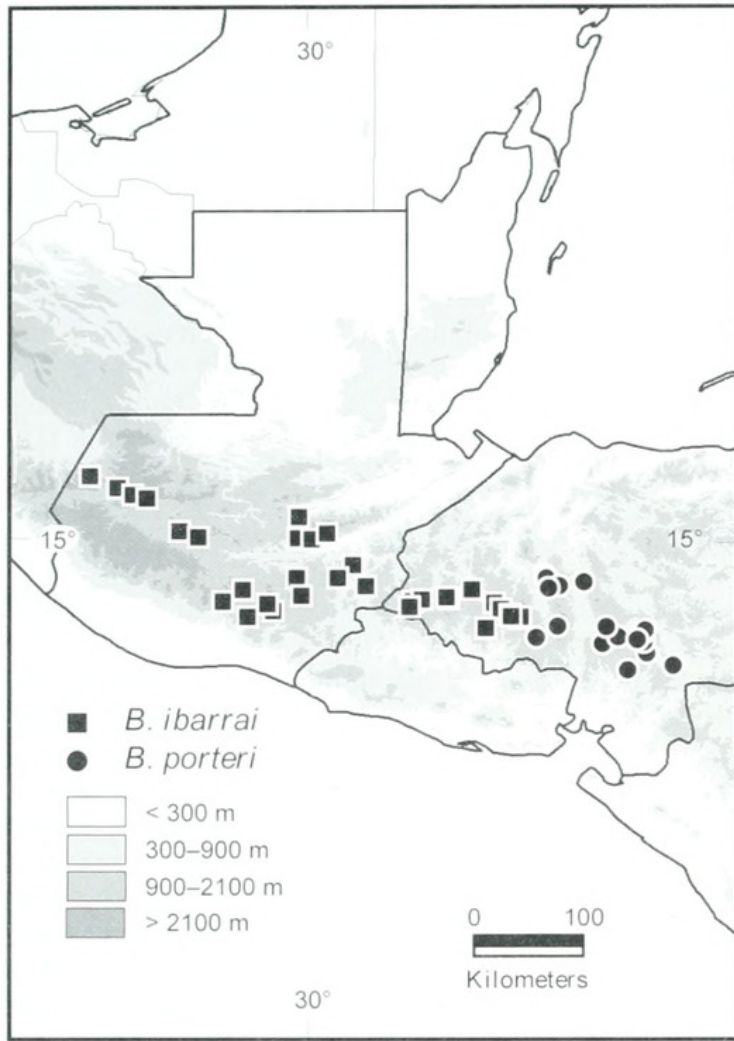 30°
15°
15°
B. ibarrai
B. porteri
< 300 m
300–900 m
900–2100 m
> 2100 m
0 100
Kilometers
30°